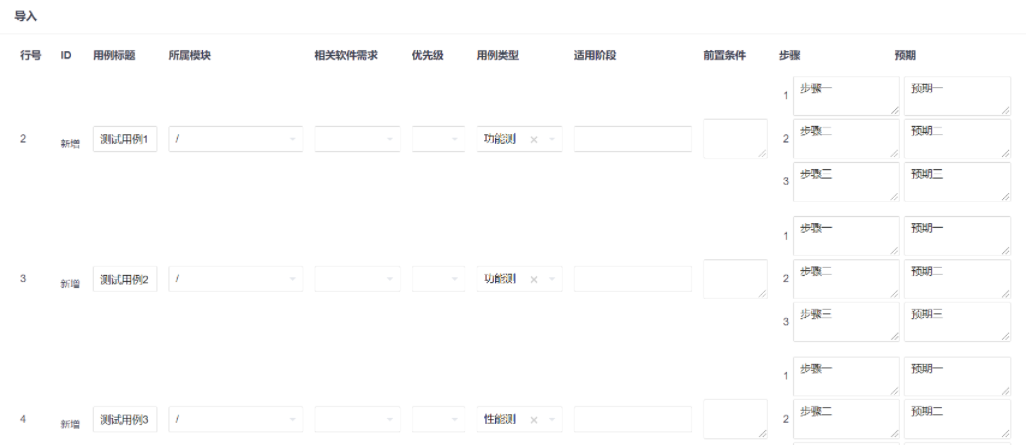 导入
行号 ID 用例标题 所属模块 相关软件需求 优先级 用例类型 适用阶段 前置条件 步骤 预期
1 步骤一 预期一
2 新增 测试用例1 / 功能测 × 2 步骤二 预期二
3 步骤三 预期三
1 步骤一 预期一
3 新增 测试用例2 / 功能测 × 2 步骤二 预期二
3 步骤三 预期三
1 步骤一 预期一
4 新增 测试用例3 / 性能测 × 2 步骤二 预期二